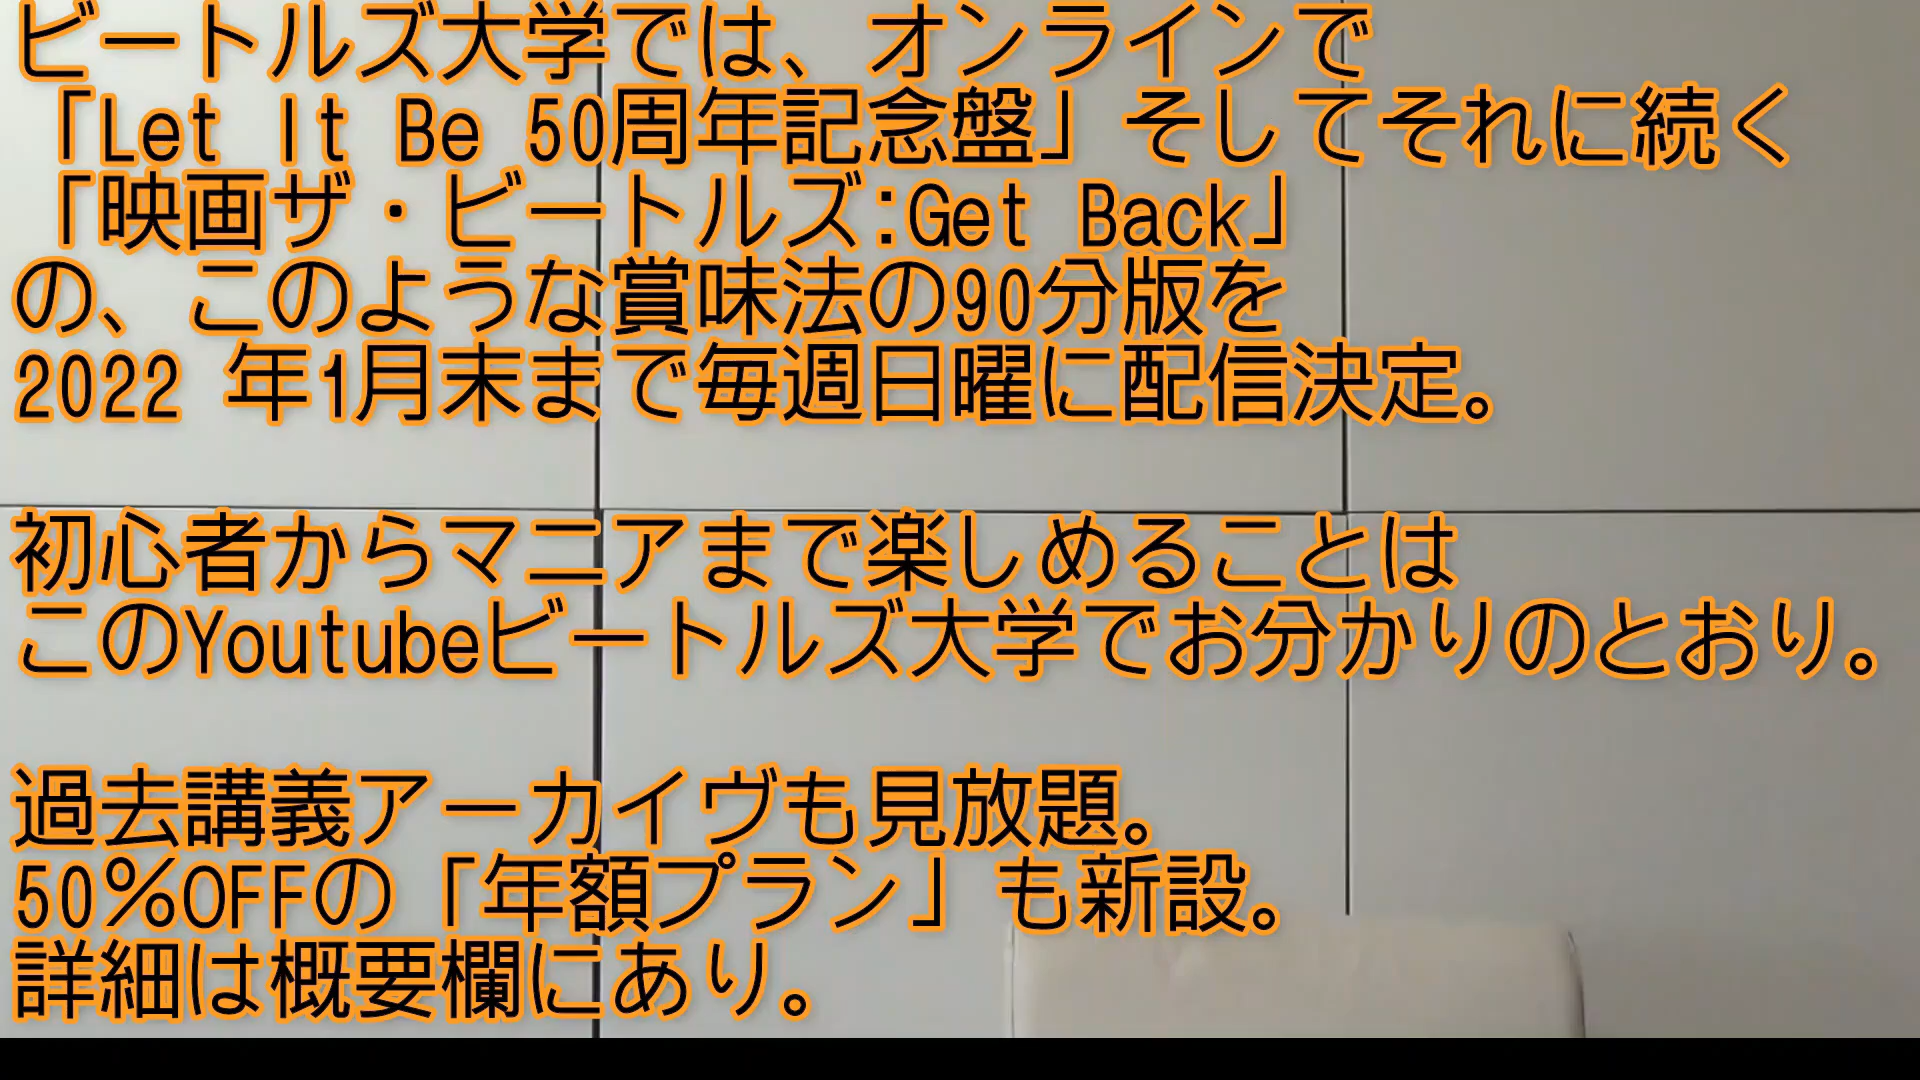 ビートルズ大学では、オンラインで
「Let It Be 50周年記念盤」そしてそれに続く
「映画ザ・ビートルズ:Get Back」
の、このような賞味法の90分版を
2022 年1月末まで毎週日曜に配信決定。
初心者からマニアまで楽しめることは
このYoutubeビートルズ大学でお分かりのとおり。
過去講義アーカイヴも見放題。
50％OFFの「年額プラン」も新設。
詳細は概要欄にあり。